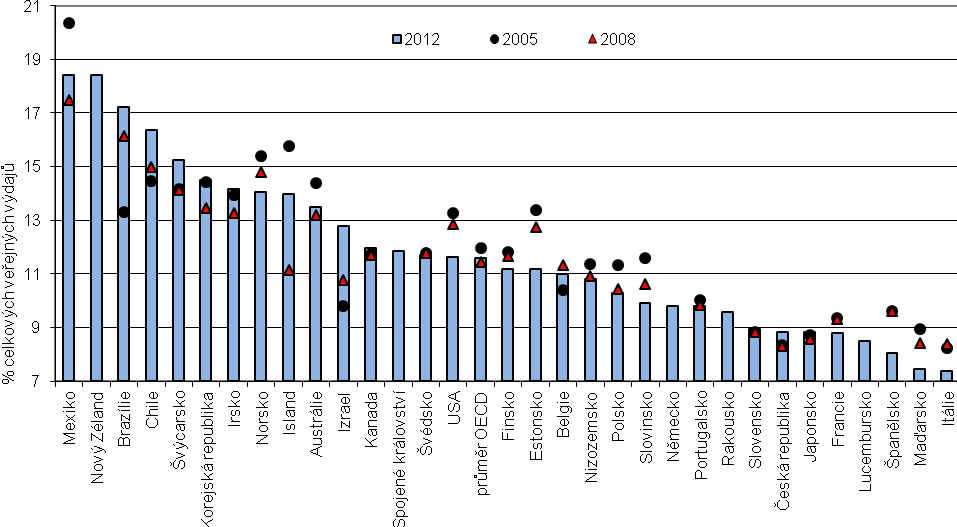 21
19
17
15
13
11
9
7
% celkových veřejných výdajů
2012
2005
2008
Mexiko
Nový Zéland
Brazílie
Chile
Švýcarsko
Korejská republika
Irsko
Norsko
Island
Austrálie
Izrael
Kanada
Spojené království
Švédsko
USA
průměr OECD
Finsko
Estonsko
Belgie
Nizozemsko
Polsko
Slovinsko
Německo
Portugalsko
Rakousko
Slovensko
Česká republika
Japonsko
Francie
Lucembursko
Španělsko
Maďarsko
Itálie